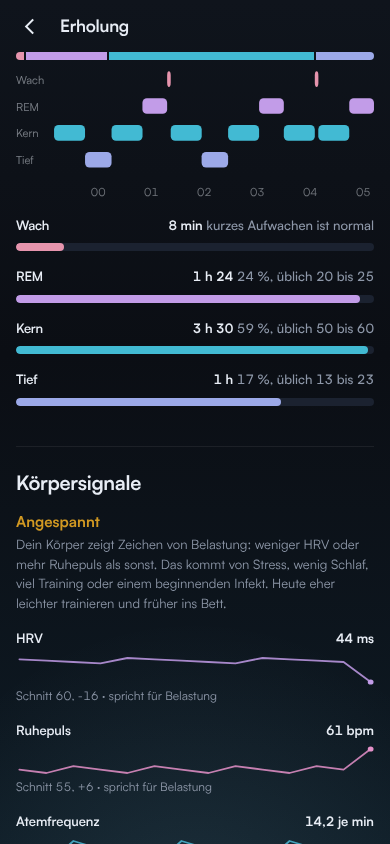 Erholung
Wach
REM
Kern
Tief
00 01 02 03 04 05
Wach 8 min kurzes Aufwachen ist normal
REM 1 h 24 24 %, üblich 20 bis 25
Kern 3 h 30 59 %, üblich 50 bis 60
Tief 1 h 17 %, üblich 13 bis 23
Körpersignale
Angespannt
Dein Körper zeigt Zeichen von Belastung: weniger HRV oder
mehr Ruhepuls als sonst. Das kommt von Stress, wenig Schlaf,
viel Training oder einem beginnenden Infekt. Heute eher
leichter trainieren und früher ins Bett.
HRV 44 ms
Schnitt 60, -16 · spricht für Belastung
Ruhepuls 61 bpm
Schnitt 55, +6 · spricht für Belastung
Atemfrequenz 14,2 je min